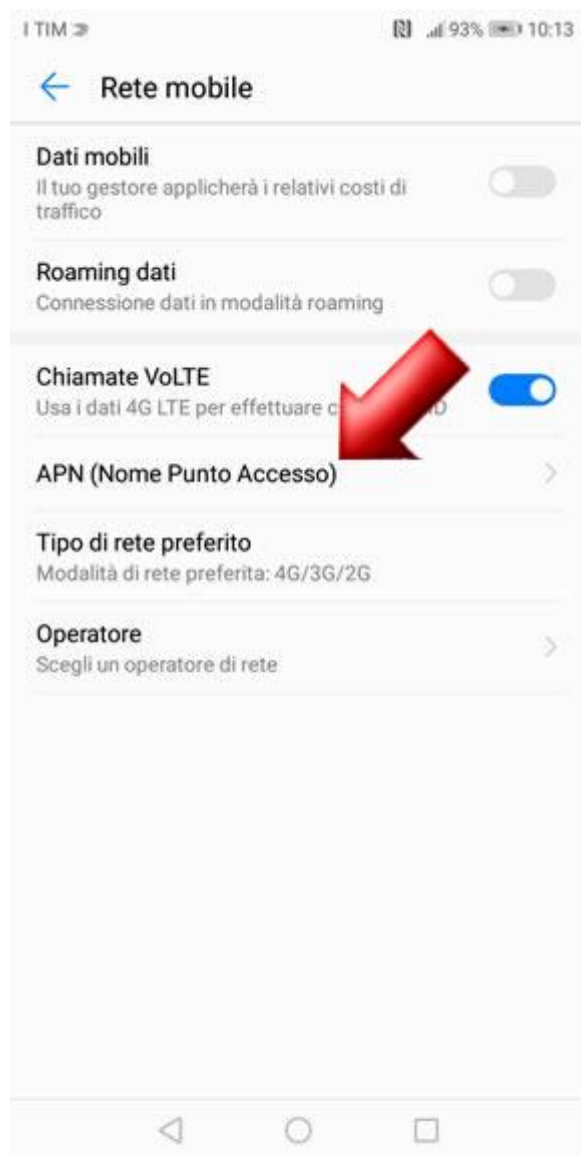 I TIM
93% 10:13
Rete mobile
Dati mobili
Il tuo gestore applicherà i relativi costi di
traffico
Roaming dati
Connessione dati in modalità roaming
Chiamate VoLTE
Usa i dati 4G LTE per effettuare
APN (Nome Punto Accesso)
Tipo di rete preferito
Modalità di rete preferita: 4G/3G/2G
Operatore
Scegli un operatore di rete